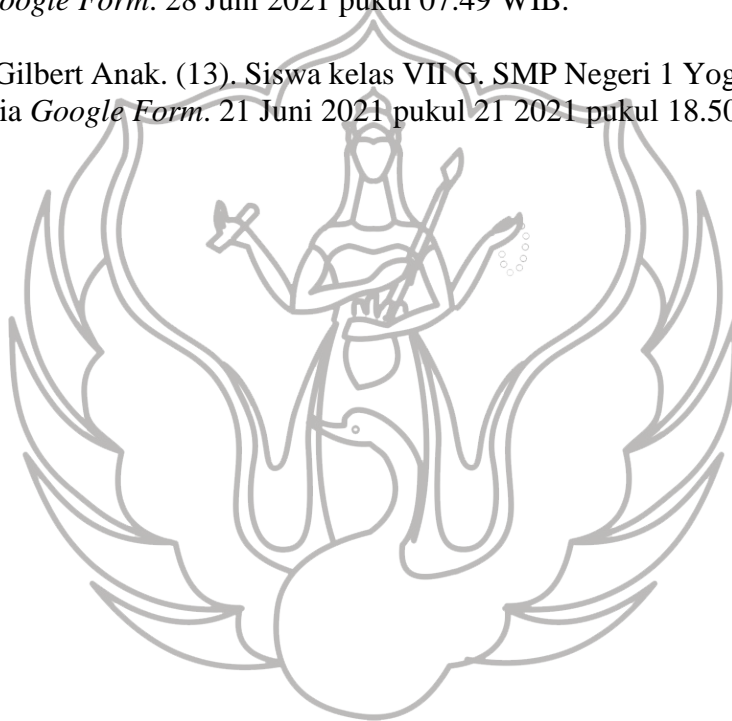 oogle Form. 28 Juni 2021 pukul 07.49 WIB.
Gilbert Anak. (13). Siswa kelas VII G. SMP Negeri 1 Yog
ia Google Form. 21 Juni 2021 pukul 21 2021 pukul 18.50